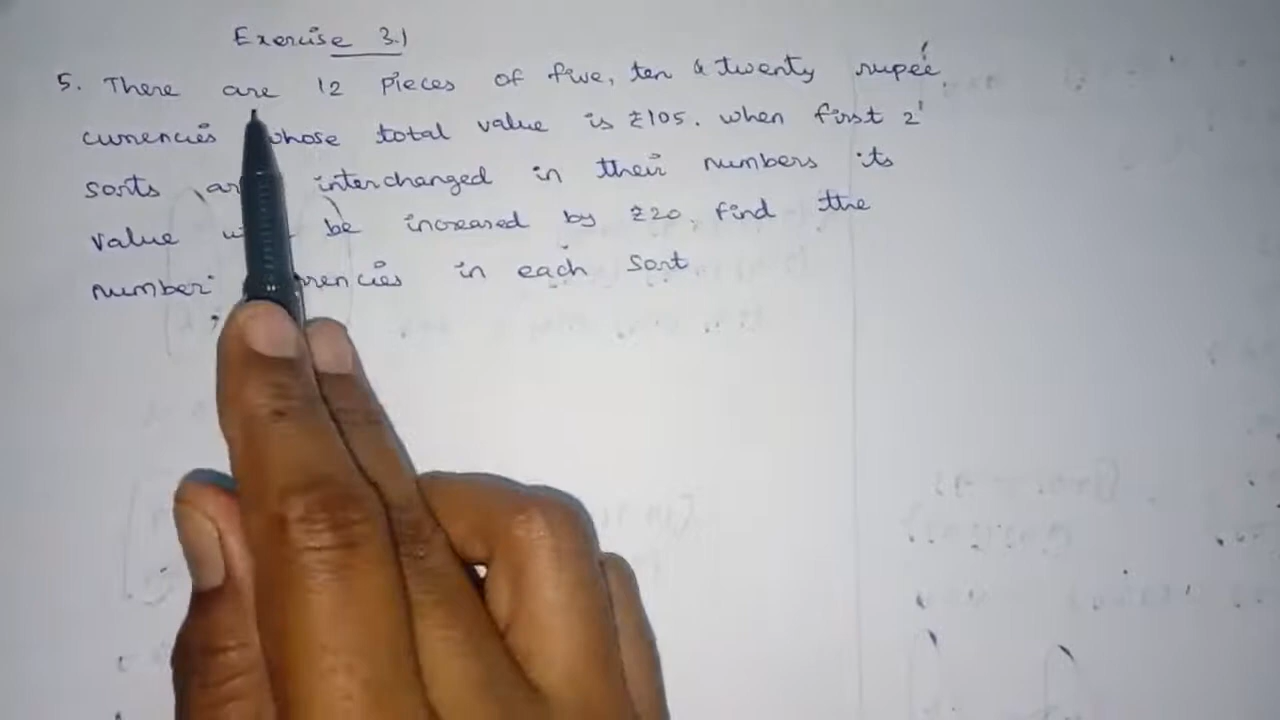 Exercise 3.1
5. There are 12 pieces of five, ten & twenty rupee
currencies whose total value is ₹105. when first 2
sorts interchanged in their numbers its
value be increased by ₹20, find the
number in each sort